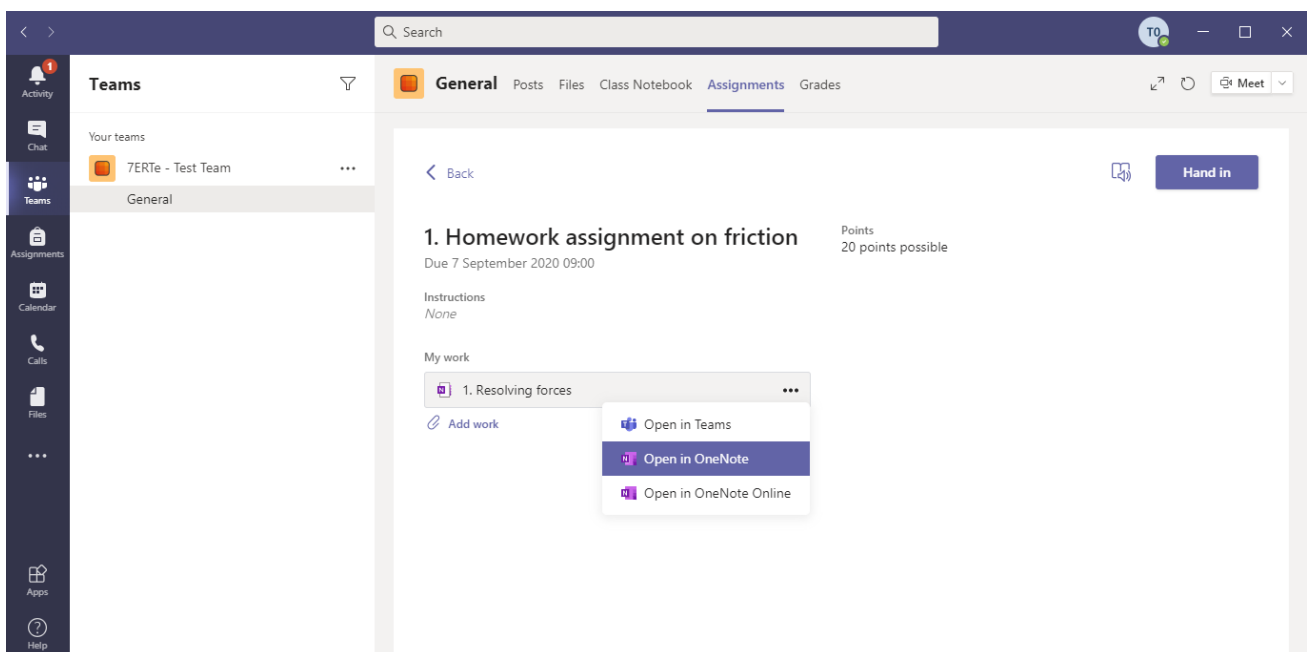 Search
TO
1
Activity
Chat
Teams
Assignments
Calendar
Calls
Files
Apps
Help
Teams
Your teams
7ERTe - Test Team
General
General Posts Files Class Notebook Assignments Grades
Meet
Back
Hand in
1. Homework assignment on friction
Due 7 September 2020 09:00
Points
20 points possible
Instructions
None
My work
1. Resolving forces
Add work
Open in Teams
Open in OneNote
Open in OneNote Online